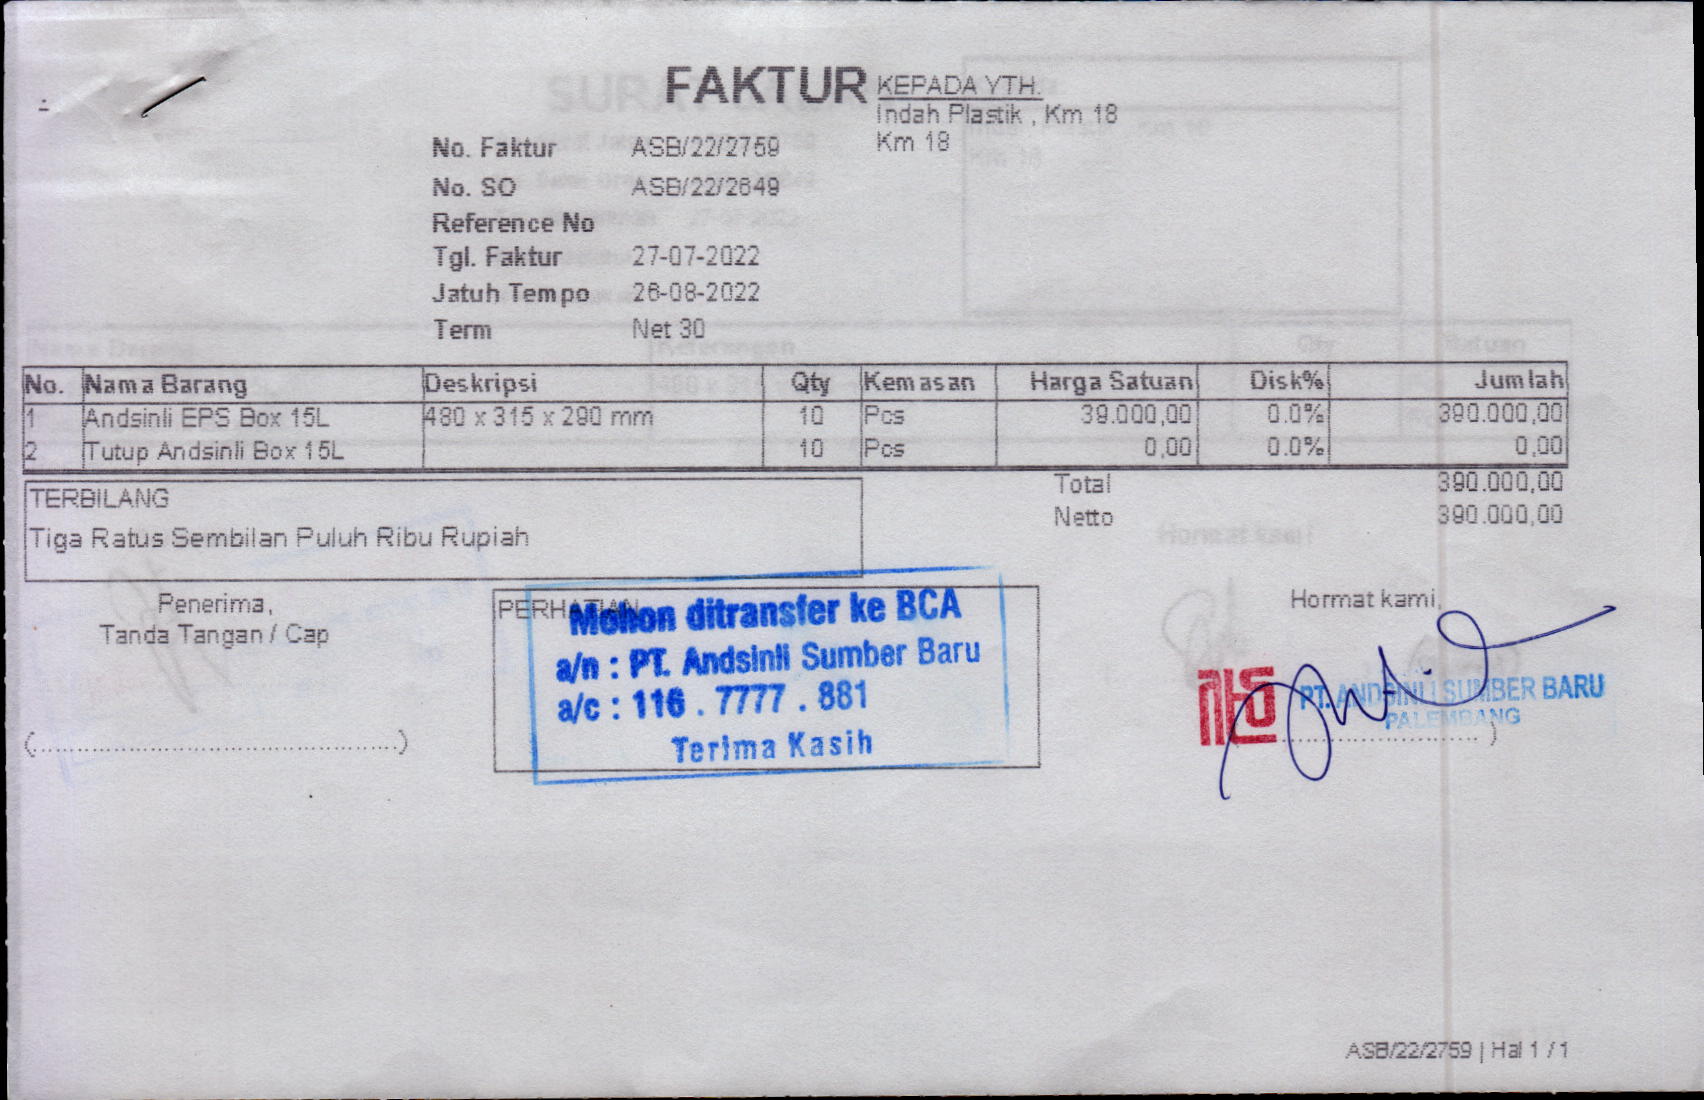 FAKTUR
KEPADA YTH.
Indah Plastik , Km 18
Km 18
No. Faktur ASB/22/2759
No. SO ASB/22/2649
Reference No
Tgl. Faktur 27-07-2022
Jatuh Tempo 26-08-2022
Term Net 30
No. Nama Barang Deskripsi Qty Kemasan Harga Satuan Disk% Jumlah
1 Andsinli EPS Box 15L 480 x 315 x 290 mm 10 Pcs 39.000,00 0.0% 390.000,00
2 Tutup Andsinli Box 15L 10 Pcs 0,00 0.0% 0,00
Total 390.000,00
Netto 390.000,00
TERBILANG
Tiga Ratus Sembilan Puluh Ribu Rupiah
Penerima,
Tanda Tangan / Cap
(..........................................)
PERHATIAN
Mohon ditransfer ke BCA
a/n : PT. Andsinli Sumber Baru
a/c : 116 . 7777 . 881
Terima Kasih
Hormat kami,
PT. ANDSINLI SUMBER BARU
PALEMBANG
ASB/22/2759 | Hal 1 / 1